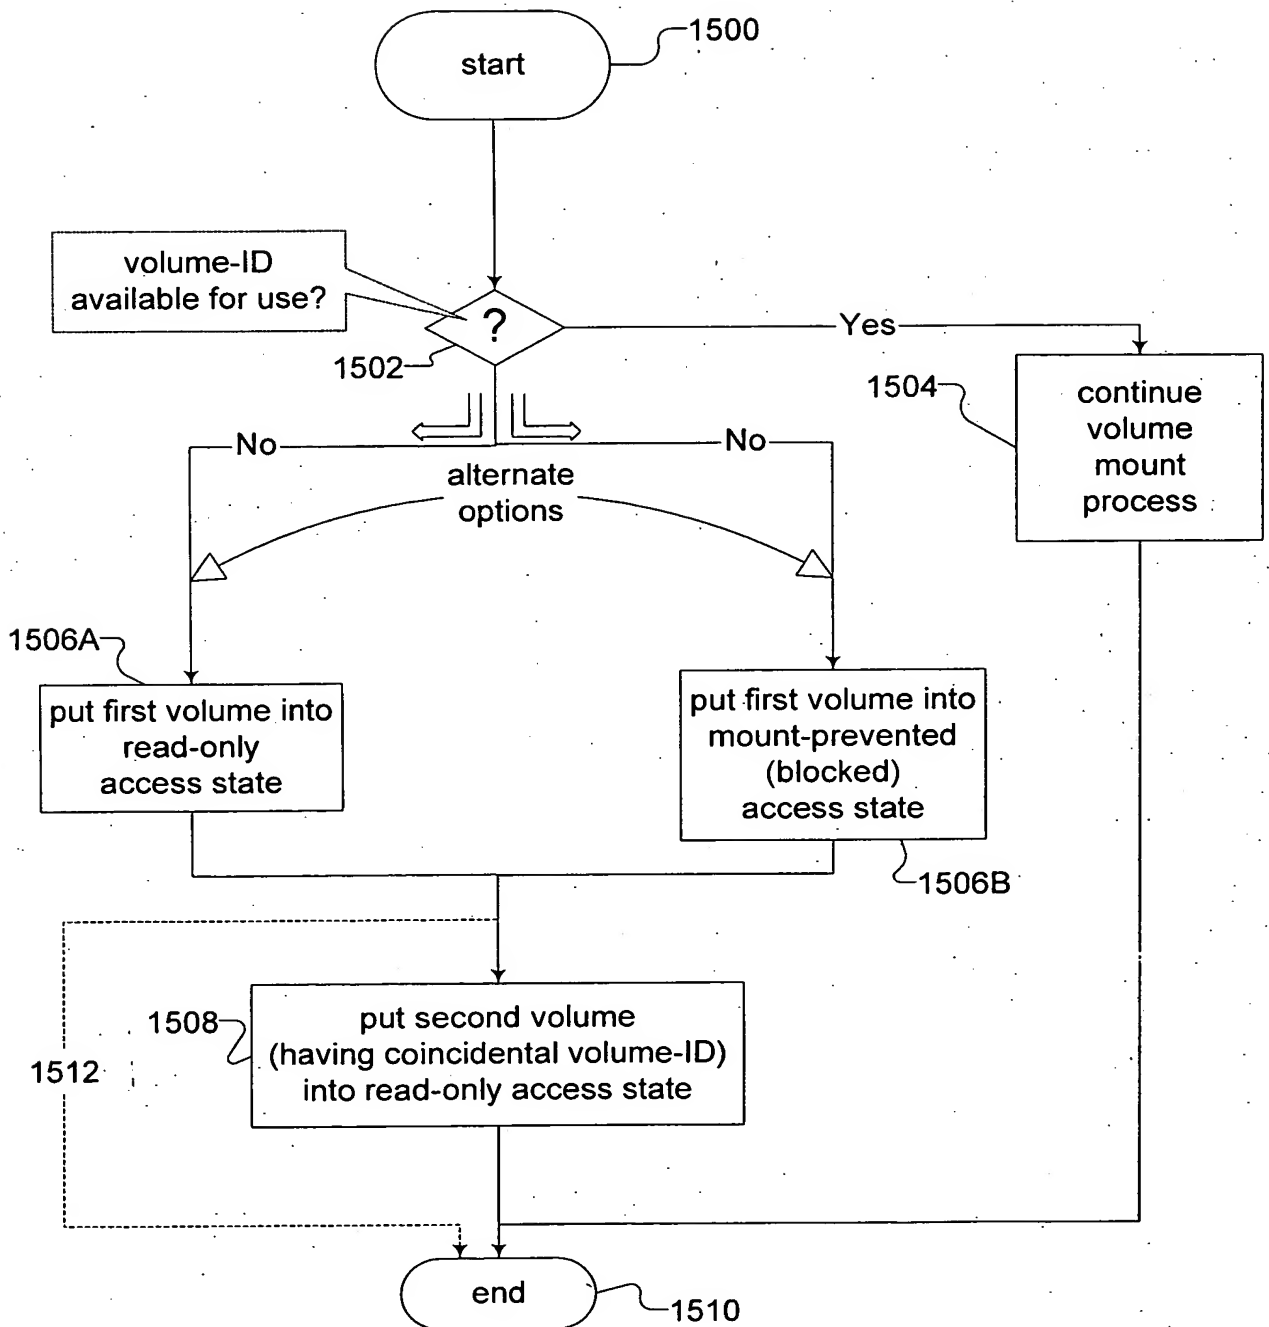 start
1500
volume-ID
available for use?
?
1502
Yes
1504
continue
volume
mount
process
No
No
alternate
options
1506A
put first volume into
read-only
access state
put first volume into
mount-prevented
(blocked)
access state
1506B
1508
put second volume
(having coincidental volume-ID)
into read-only access state
1512
end
1510